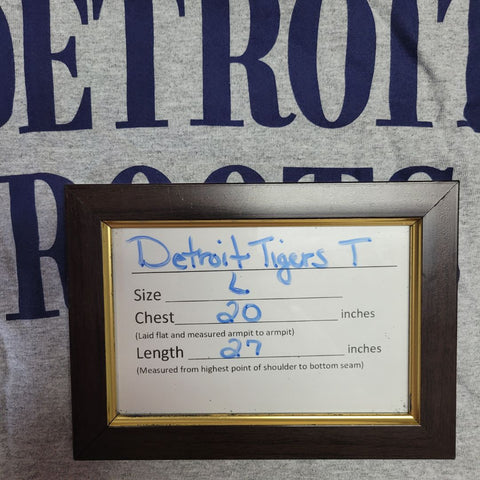 DETROIT
ROOTS
Detroit Tigers T
Size L
Chest 20 inches
(Laid flat and measured armpit to armpit)
Length 27 inches
(Measured from highest point of shoulder to bottom seam)